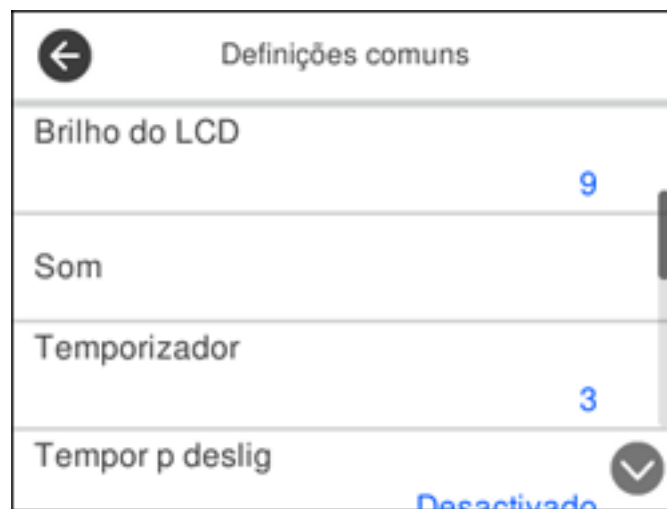 Definições comuns
Brilho do LCD
9
Som
Temporizador
3
Tempor p deslig
Desactivado